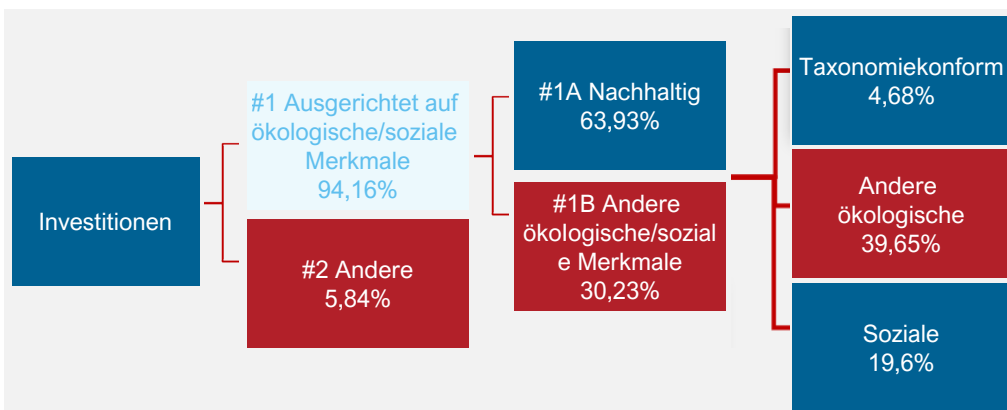 Investitionen
#1 Ausgerichtet auf
ökologische/soziale
Merkmale
94,16%
#2 Andere
5,84%
#1A Nachhaltig
63,93%
#1B Andere
ökologische/sozial
e Merkmale
30,23%
Taxonomiekonform
4,68%
Andere
ökologische
39,65%
Soziale
19,6%